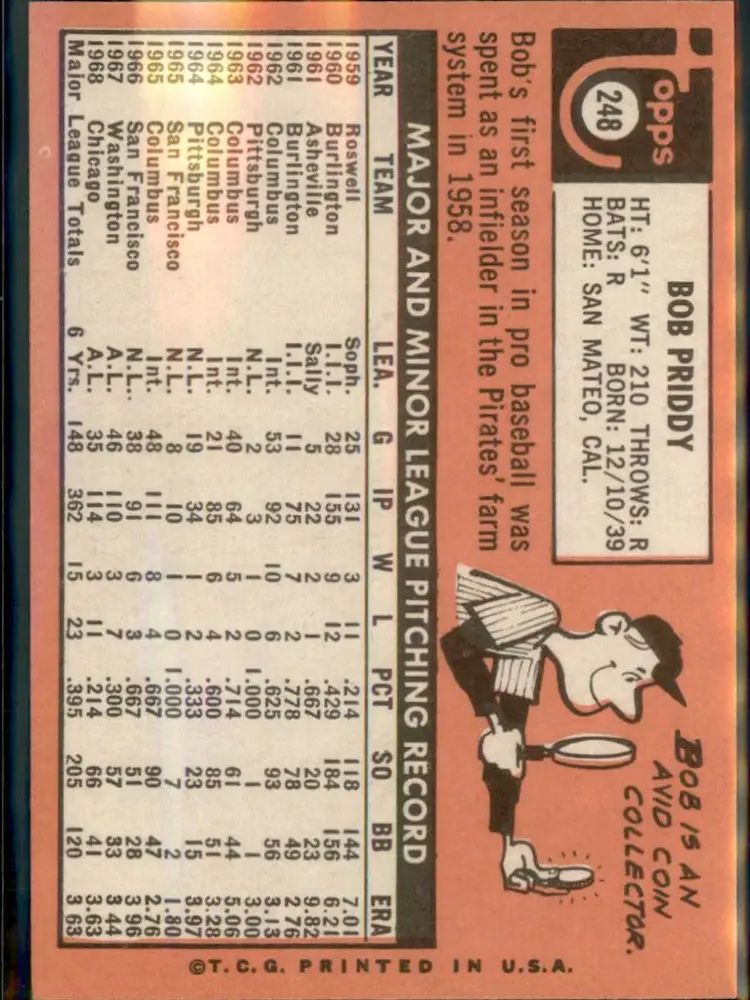 Topps
248
BOB PRIDDY
HT: 6'1" WT: 210 THROWS: R
BATS: R BORN: 12/10/39
HOME: SAN MATEO, CAL.
Bob's first season in pro baseball was
spent as an infielder in the Pirates' farm
system in 1958.
BOB IS AN
AVID COIN
COLLECTOR.
MAJOR AND MINOR LEAGUE PITCHING RECORD
YEAR TEAM LEA. G IP W L PCT SO BB ERA
1959 Roswell Soph. 25 131 3 11 .214 118 144 7.01
1960 Burlington I.I.I. 28 155 9 12 .429 184 156 6.21
1961 Asheville Sally 5 22 2 1 .667 20 23 9.82
1961 Burlington I.I.I. 11 75 7 2 .778 78 49 2.76
1962 Columbus Int. 53 92 10 6 .625 93 56 3.13
1962 Pittsburgh N.L. 2 3 1 0 1.000 1 1 3.00
1963 Columbus Int. 40 64 5 2 .714 61 44 5.06
1964 Columbus Int. 21 85 6 4 .600 85 51 3.28
1964 Pittsburgh N.L. 19 34 1 2 .333 23 15 3.97
1965 San Francisco N.L. 8 10 1 0 1.000 7 2 1.80
1965 Columbus Int. 48 111 8 4 .667 90 47 2.76
1966 San Francisco N.L. 38 91 6 3 .667 51 28 3.96
1967 Washington A.L. 46 110 3 7 .300 57 33 3.44
1968 Chicago A.L. 35 114 3 11 .214 66 41 3.63
Major League Totals 6 Yrs. 148 362 15 23 .395 205 120 3.63
©T.C.G. PRINTED IN U.S.A.